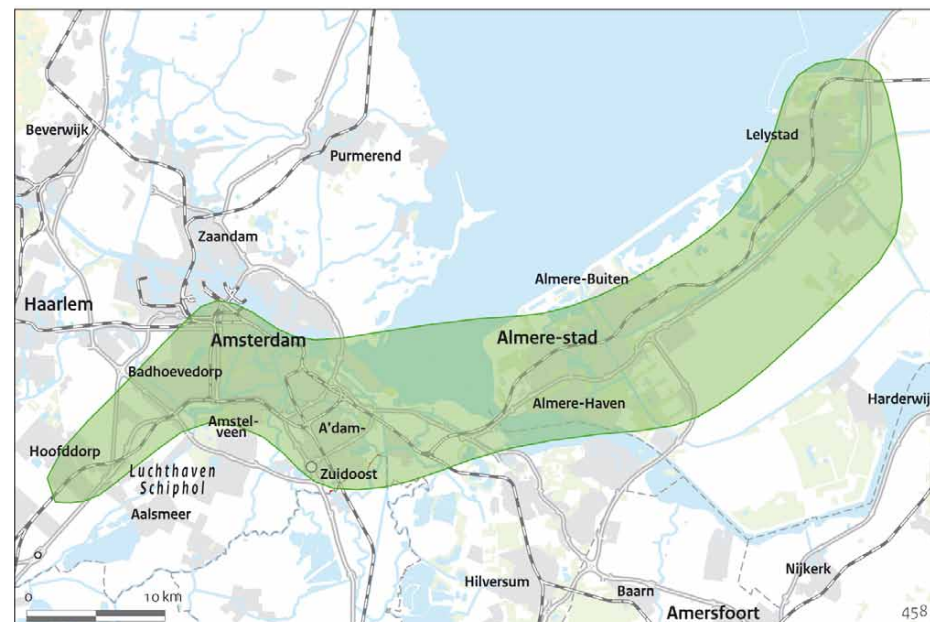 Beverwijk
Purmerend
Lelystad
Zaandam
Almere-Buiten
Haarlem
Amsterdam
Almere-stad
Badhoevedorp
Almere-Haven
Harderwij
Amstel-
veen
A'dam-
Zuidoost
Hoofddorp
Luchthaven
Schiphol
Aalsmeer
Nijkerk
Hilversum
Baarn
Amersfoort
0
10 km
458